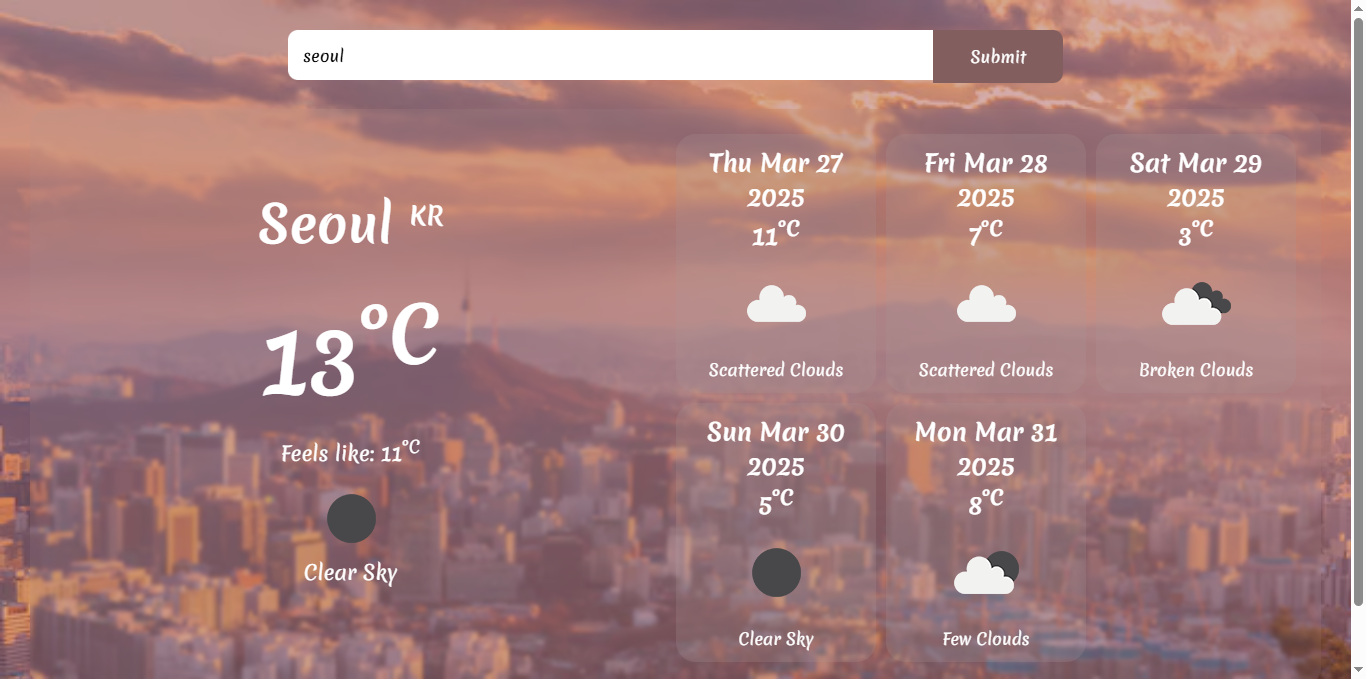 seoul
Submit
Seoul KR
13°C
Feels like: 11°C
Clear Sky
Thu Mar 27
2025
11°C
Scattered Clouds
Fri Mar 28
2025
7°C
Scattered Clouds
Sat Mar 29
2025
3°C
Broken Clouds
Sun Mar 30
2025
5°C
Clear Sky
Mon Mar 31
2025
8°C
Few Clouds